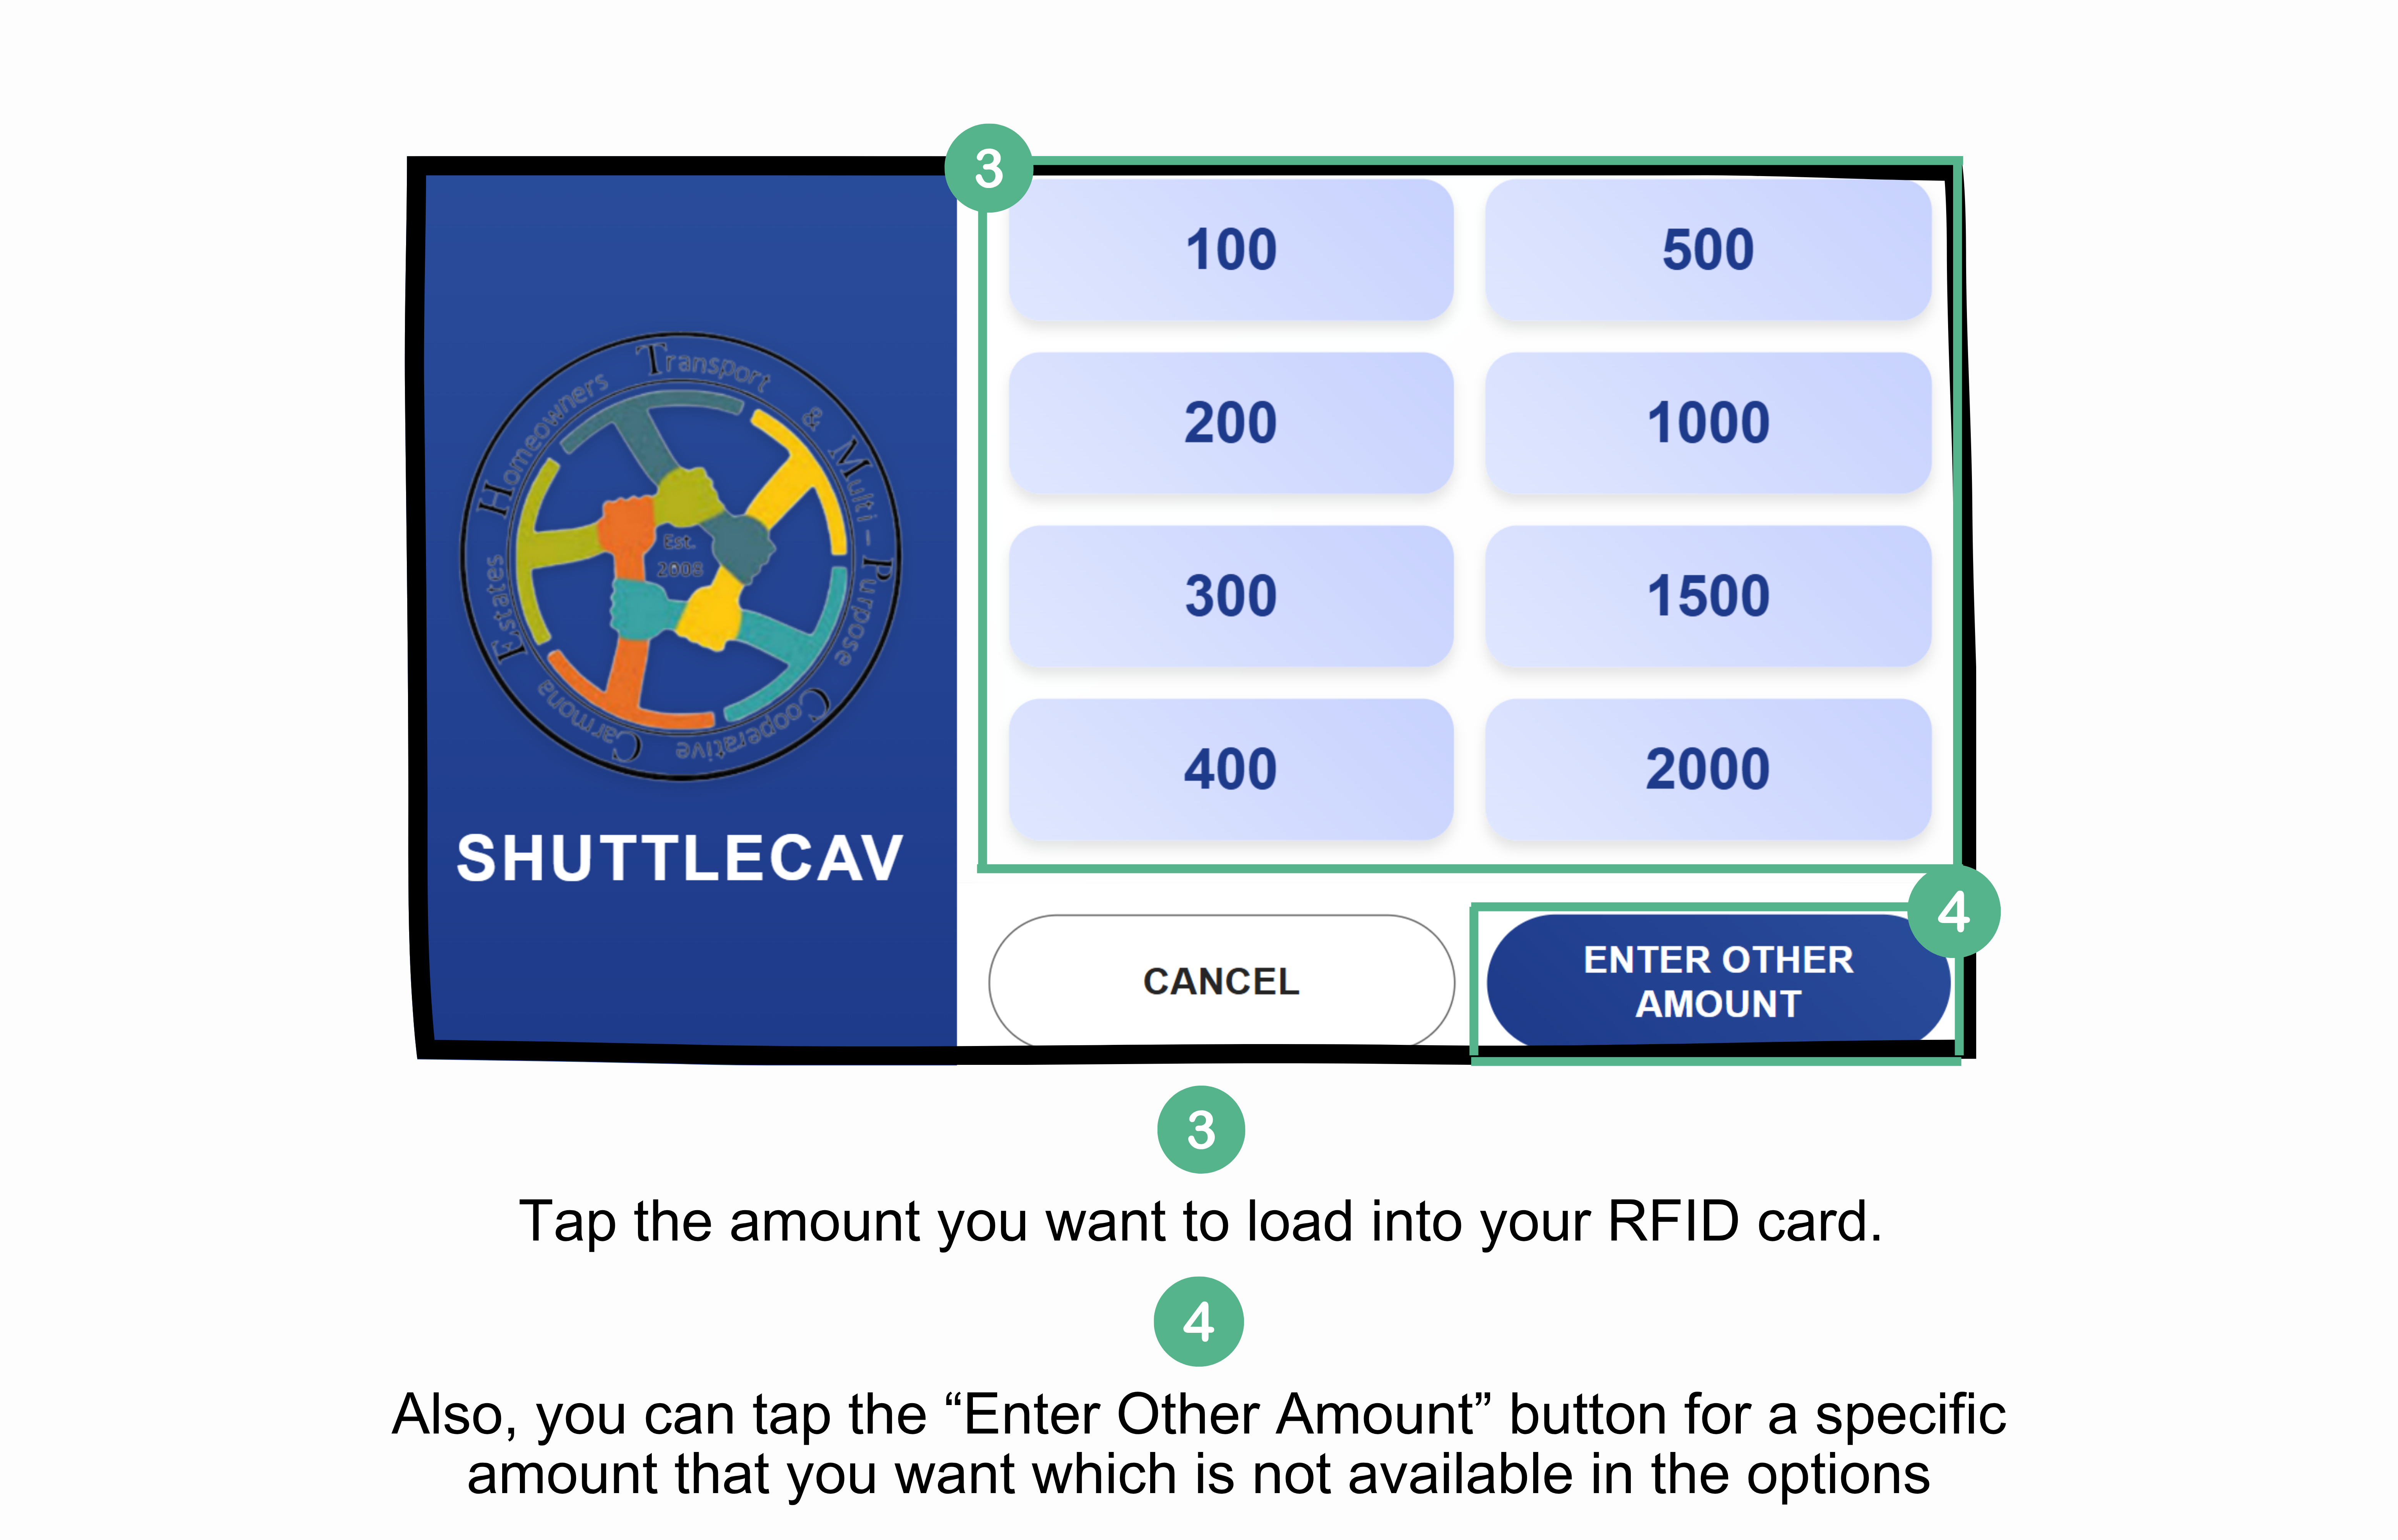 3
100
500
200
1000
300
1500
400
2000
Carmona Estates Homeowners Transport & Multi-Purpose Cooperative
Est.
2008
SHUTTLECAV
CANCEL
4
ENTER OTHER
AMOUNT
3
Tap the amount you want to load into your RFID card.
4
Also, you can tap the “Enter Other Amount” button for a specific
amount that you want which is not available in the options